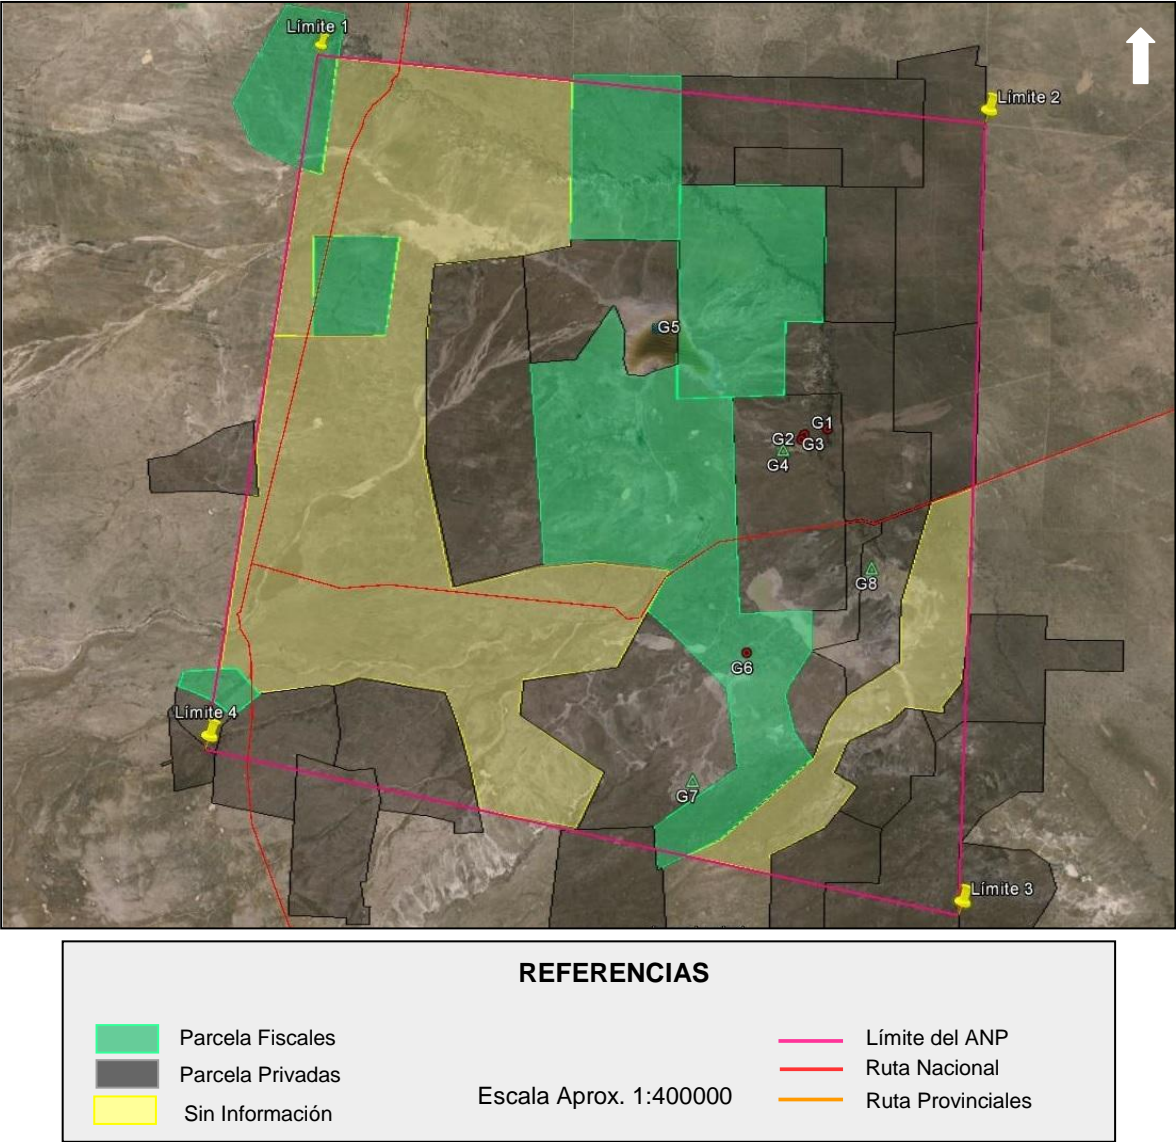 Límite 1
Límite 2
G5
G1
G2
G3
G4
G8
G6
Límite 4
G7
Límite 3
REFERENCIAS
Parcela Fiscales
Límite del ANP
Parcela Privadas
Ruta Nacional
Escala Aprox. 1:400000
Sin Información
Ruta Provinciales